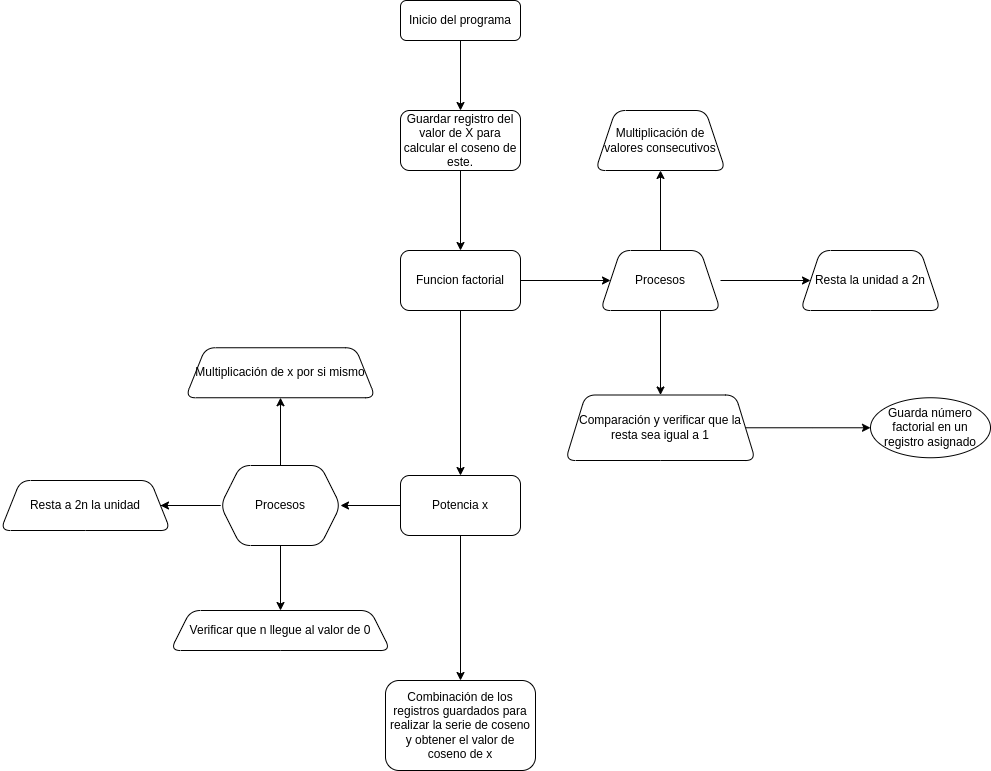 Inicio del programa
Guardar registro del
valor de X para
calcular el coseno de
este.
Multiplicación de
valores consecutivos
Funcion factorial
Procesos
Resta la unidad a 2n
Multiplicación de x por si mismo
Comparación y verificar que la
resta sea igual a 1
Guarda número
factorial en un
registro asignado
Resta a 2n la unidad
Procesos
Potencia x
Verificar que n llegue al valor de 0
Combinación de los
registros guardados para
realizar la serie de coseno
y obtener el valor de
coseno de x